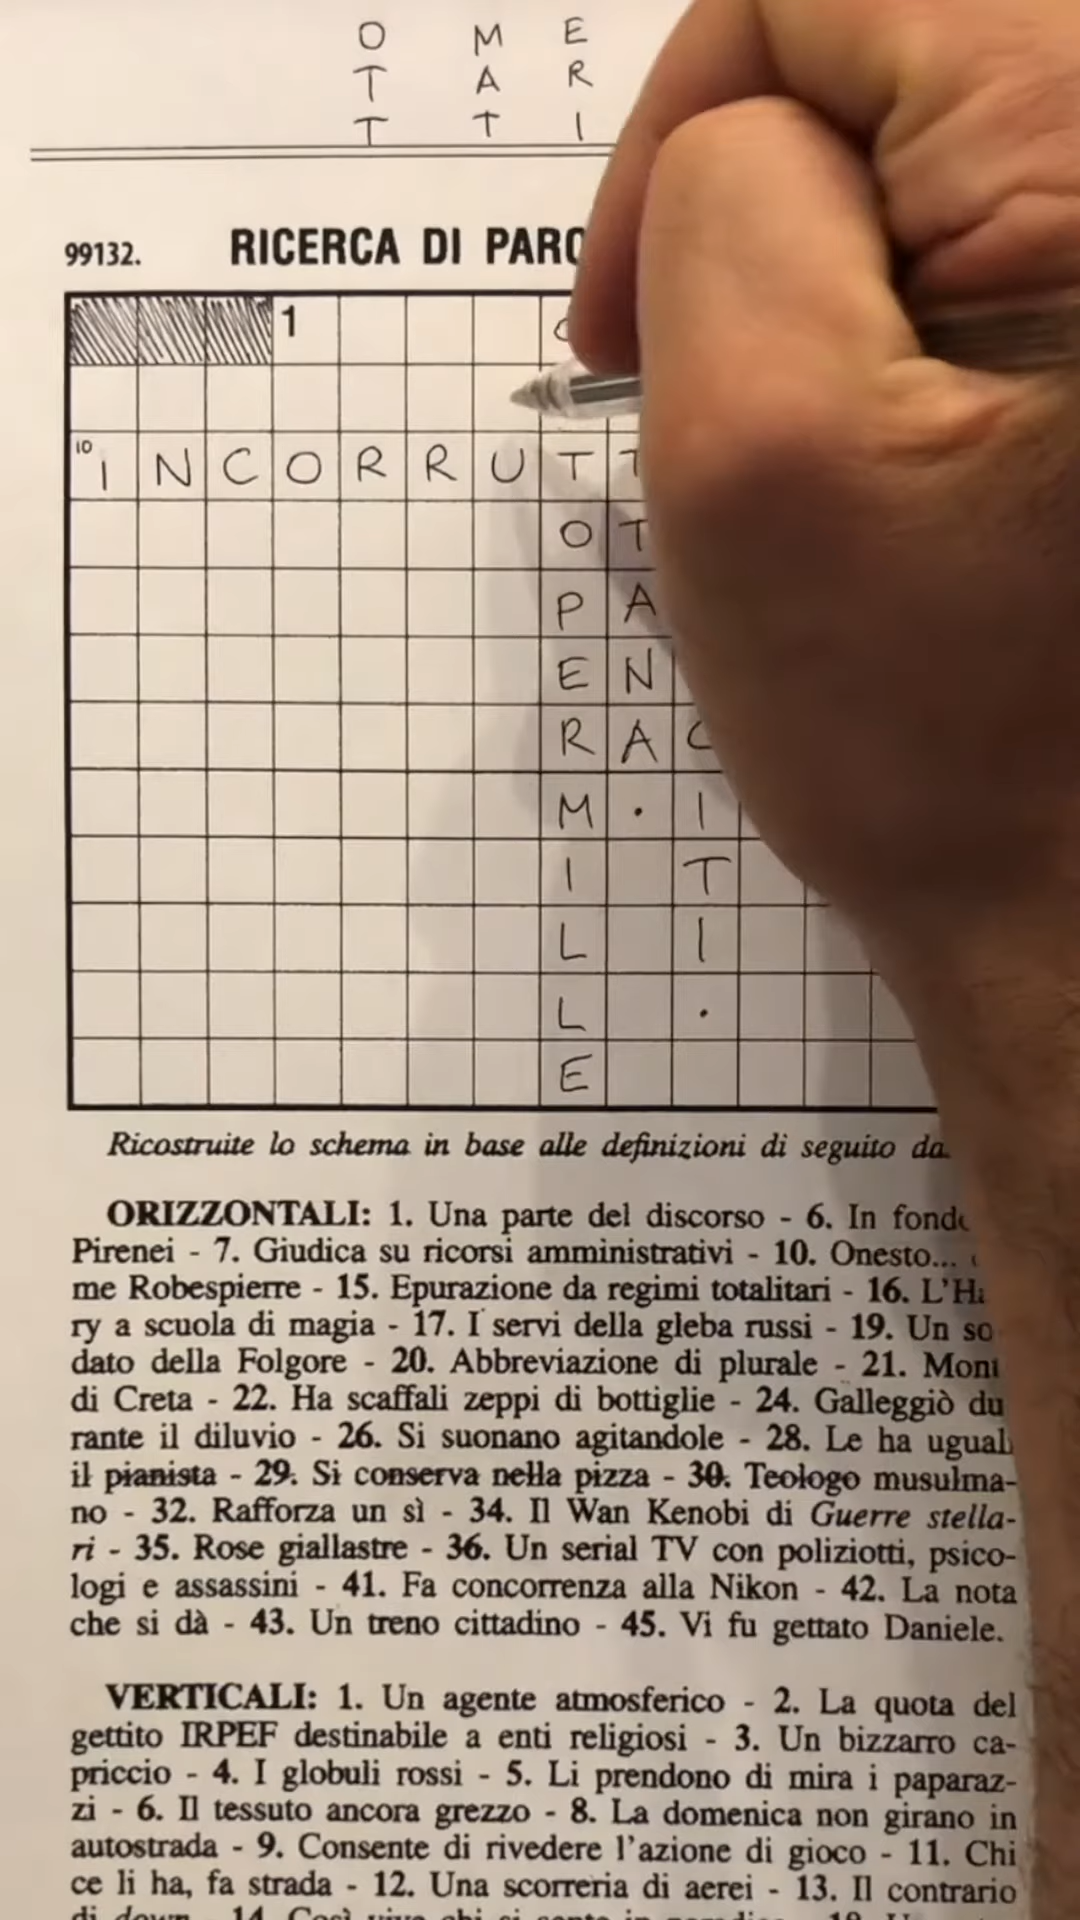 O M E
T A R
T T I
99132. RICERCA DI PARO
1
O
10 I N C O R R U T T
O T
P A
E N
R A C
M . I
I T
L I
L .
E
Ricostruite lo schema in base alle definizioni di seguito da
ORIZZONTALI: 1. Una parte del discorso - 6. In fondo
Pirenei - 7. Giudica su ricorsi amministrativi - 10. Onesto...
me Robespierre - 15. Epurazione da regimi totalitari - 16. L'Ha
ry a scuola di magia - 17. I servi della gleba russi - 19. Un so
dato della Folgore - 20. Abbreviazione di plurale - 21. Mont
di Creta - 22. Ha scaffali zeppi di bottiglie - 24. Galleggiò du
rante il diluvio - 26. Si suonano agitandole - 28. Le ha ugual
il pianista - 29. Si conserva nella pizza - 30. Teologo musulma-
no - 32. Rafforza un sì - 34. Il Wan Kenobi di Guerre stella-
ri - 35. Rose giallastre - 36. Un serial TV con poliziotti, psico-
logi e assassini - 41. Fa concorrenza alla Nikon - 42. La nota
che si dà - 43. Un treno cittadino - 45. Vi fu gettato Daniele.
VERTICALI: 1. Un agente atmosferico - 2. La quota del
gettito IRPEF destinabile a enti religiosi - 3. Un bizzarro ca-
priccio - 4. I globuli rossi - 5. Li prendono di mira i paparaz-
zi - 6. Il tessuto ancora grezzo - 8. La domenica non girano in
autostrada - 9. Consente di rivedere l'azione di gioco - 11. Chi
ce li ha, fa strada - 12. Una scorreria di aerei - 13. Il contrario